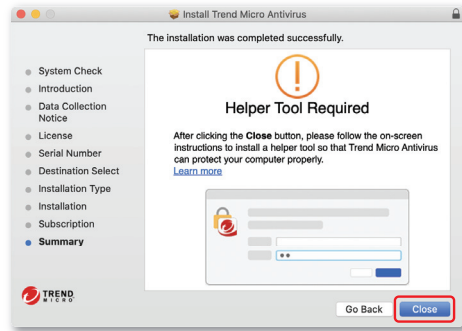 Install Trend Micro Antivirus
The installation was completed successfully.
System Check
Introduction
Data Collection
Notice
License
Serial Number
Destination Select
Installation Type
Installation
Subscription
Summary
Helper Tool Required
After clicking the Close button, please follow the on-screen
instructions to install a helper tool so that Trend Micro Antivirus
can protect your computer properly.
Learn more
TREND
MICRO
Go Back
Close